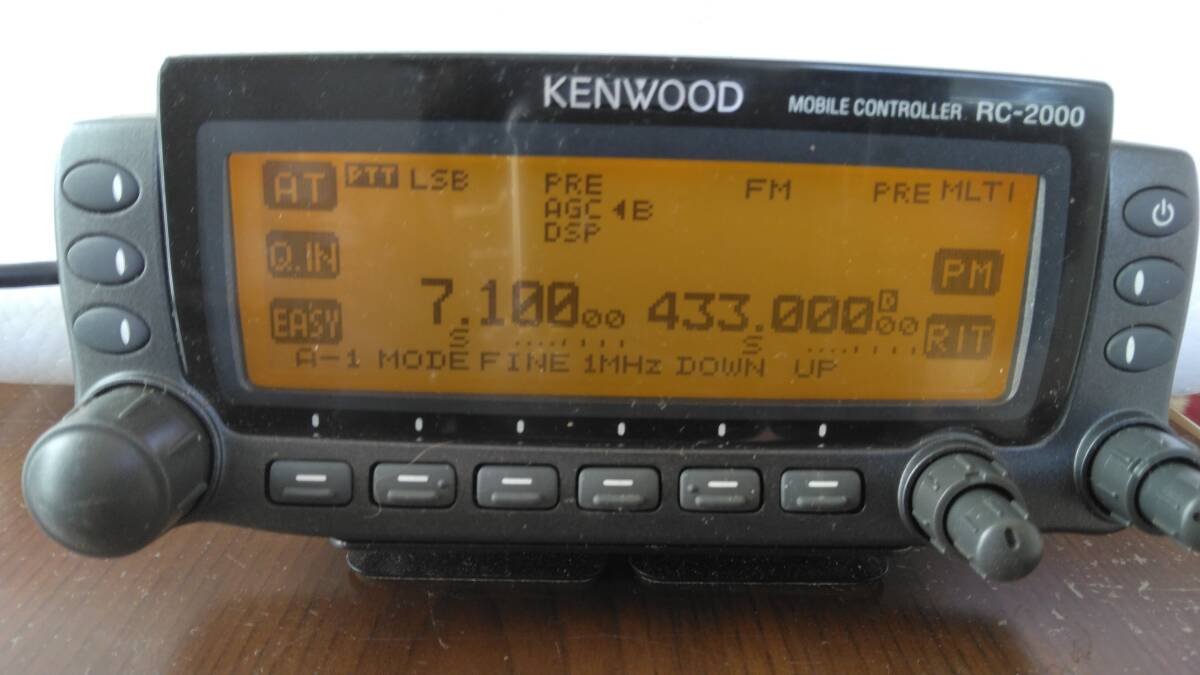 KENWOOD MOBILE CONTROLLER RC-2000
AT PTT LSB PRE FM PRE MLTI
AGC ◄B
DSP
Q.IN PM
7.100 00 433.000 D 00
EASY RIT
S S
A-1 MODE FINE 1MHz DOWN UP